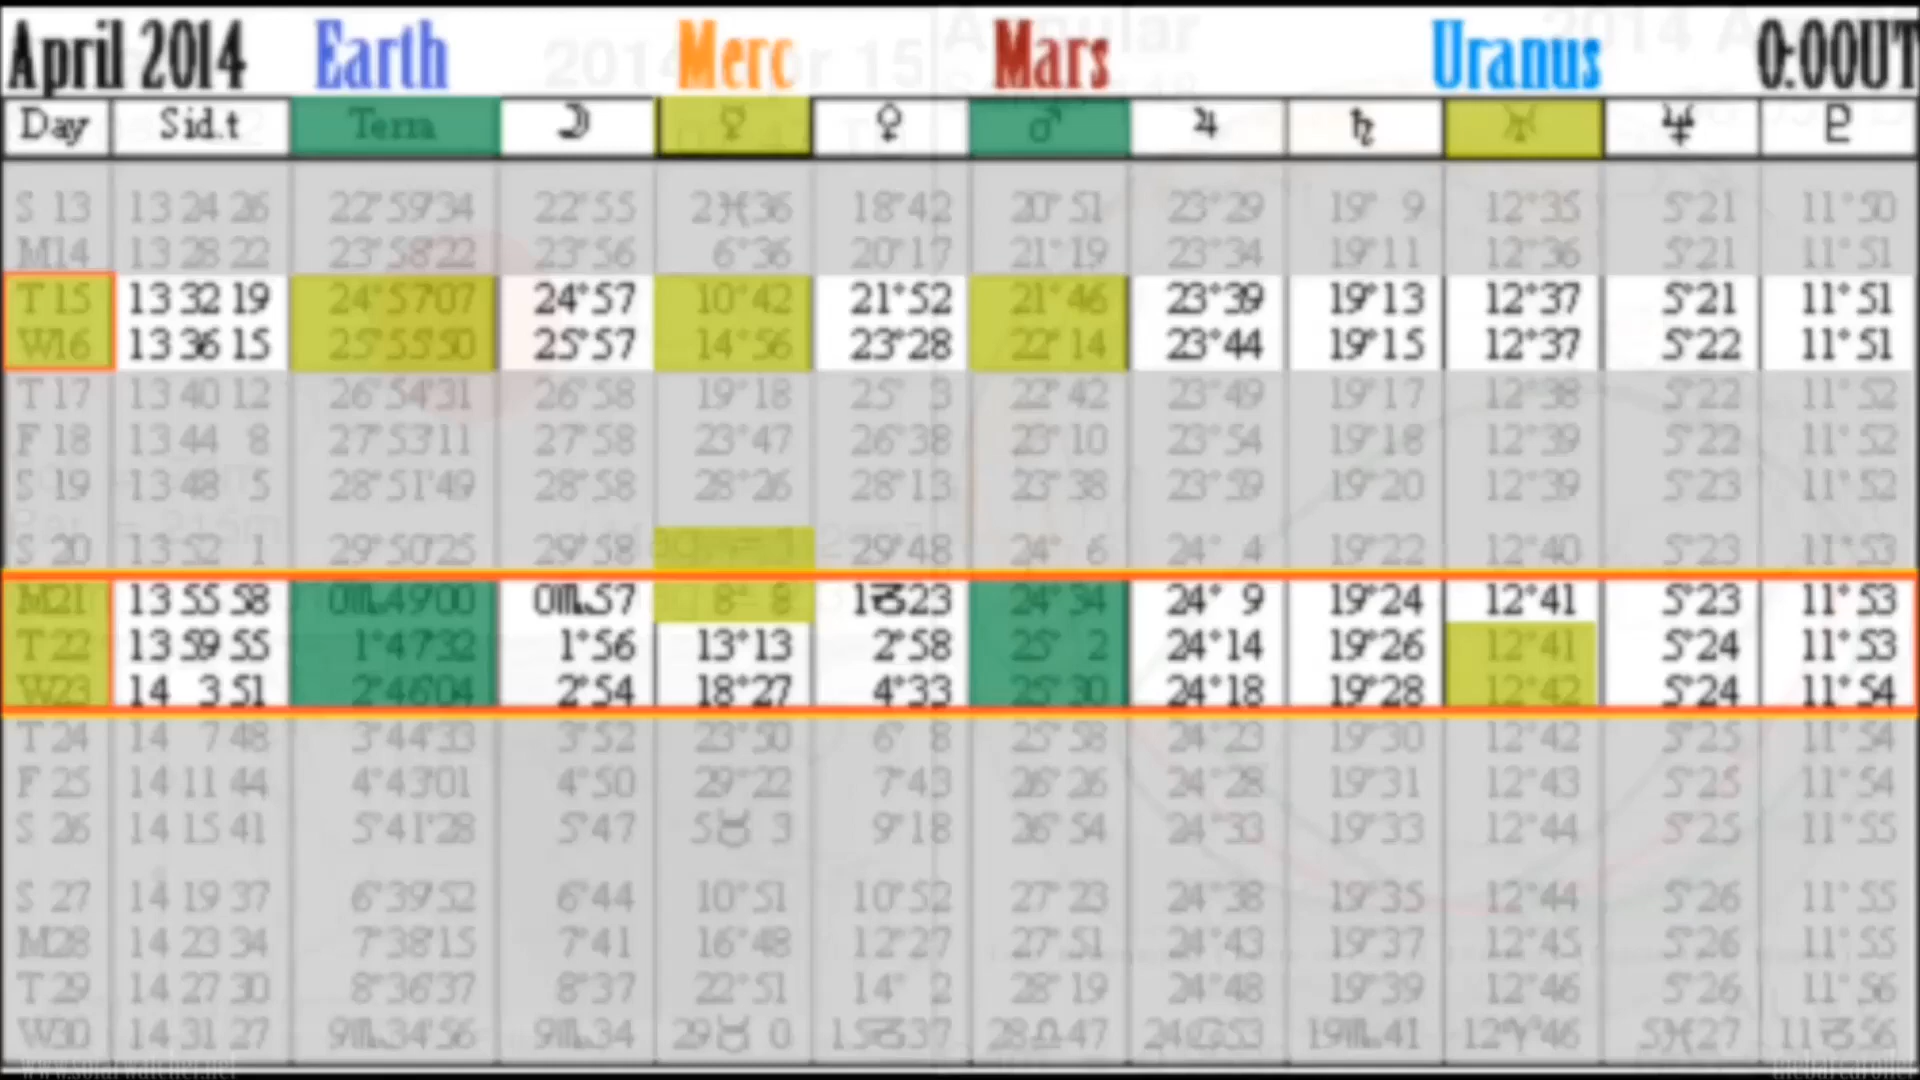 April 2014 Earth Merc Mars Uranus 0:00UT
Day Sid.t Terra ☽ ☿ ♀ ♂ ♃ ♄ ♅ ♆ ♇
S 13 13 24 26 22°59'34 22°55 2♓36 18°42 20°51 23°29 19° 9 12°35 5°21 11°50
M14 13 28 22 23°58'22 23°56 6°36 20°17 21°19 23°34 19°11 12°36 5°21 11°51
T 15 13 32 19 24°57'07 24°57 10°42 21°52 21°46 23°39 19°13 12°37 5°21 11°51
W16 13 36 15 25°55'50 25°57 14°56 23°28 22°14 23°44 19°15 12°37 5°22 11°51
T 17 13 40 12 26°54'31 26°58 19°18 25° 3 22°42 23°49 19°17 12°38 5°22 11°52
F 18 13 44 8 27°53'11 27°58 23°47 26°38 23°10 23°54 19°18 12°39 5°22 11°52
S 19 13 48 5 28°51'49 28°58 28°26 28°13 23°38 23°59 19°20 12°39 5°23 11°52
S 20 13 52 1 29°50'25 29°58 29°48 24° 6 24° 4 19°22 12°40 5°23 11°53
M21 13 55 58 0♏49'00 0♏57 8° 8 1♑23 24°34 24° 9 19°24 12°41 5°23 11°53
T 22 13 59 55 1°47'32 1°56 13°13 2°58 25° 2 24°14 19°26 12°41 5°24 11°53
W23 14 3 51 2°46'04 2°54 18°27 4°33 25°30 24°18 19°28 12°42 5°24 11°54
T 24 14 7 48 3°44'33 3°52 23°50 6° 8 25°58 24°23 19°30 12°42 5°25 11°54
F 25 14 11 44 4°43'01 4°50 29°22 7°43 26°26 24°28 19°31 12°43 5°25 11°54
S 26 14 15 41 5°41'28 5°47 5♉ 3 9°18 26°54 24°33 19°33 12°44 5°25 11°55
S 27 14 19 37 6°39'52 6°44 10°51 10°52 27°23 24°38 19°35 12°44 5°26 11°55
M28 14 23 34 7°38'15 7°41 16°48 12°27 27°51 24°43 19°37 12°45 5°26 11°55
T 29 14 27 30 8°36'37 8°37 22°51 14° 2 28°19 24°48 19°39 12°46 5°26 11°56
W30 14 31 27 9♏34'56 9♏34 29♉ 0 15♑37 28♎47 24♋53 19♏41 12♈46 5♓27 11♑56
www.solarwatcher.net